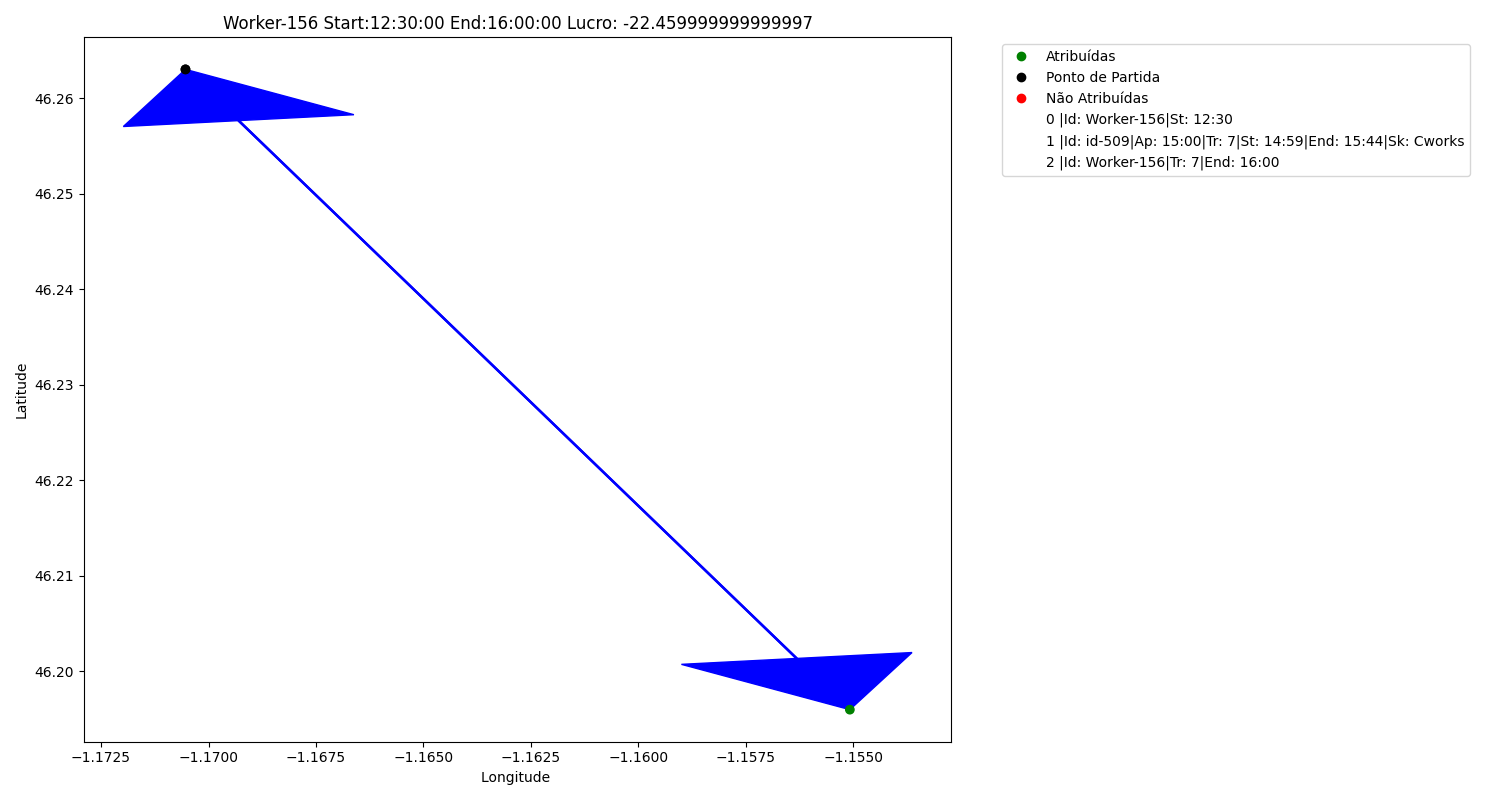 Worker-156 Start:12:30:00 End:16:00:00 Lucro: -22.459999999999997
Atribuídas
Ponto de Partida
Não Atribuídas
0 |Id: Worker-156|St: 12:30
1 |Id: id-509|Ap: 15:00|Tr: 7|St: 14:59|End: 15:44|Sk: Cworks
2 |Id: Worker-156|Tr: 7|End: 16:00
Latitude
46.26
46.25
46.24
46.23
46.22
46.21
46.20
−1.1725
−1.1700
−1.1675
−1.1650
−1.1625
−1.1600
−1.1575
−1.1550
Longitude